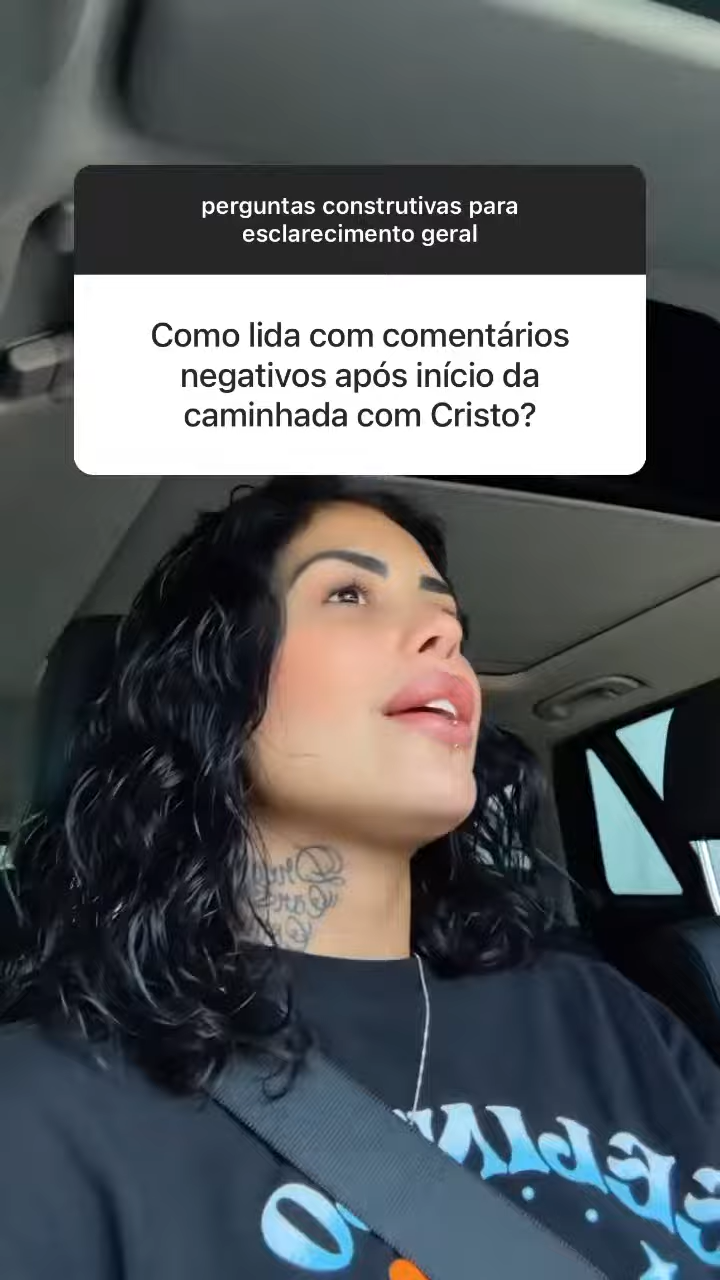 perguntas construtivas para
esclarecimento geral
Como lida com comentários
negativos após início da
caminhada com Cristo?